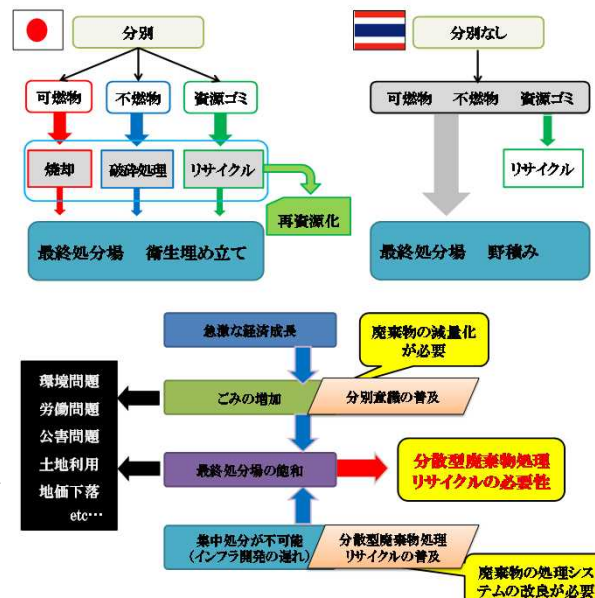 分別
可燃物 不燃物 資源ゴミ
焼却 破砕処理 リサイクル
再資源化
最終処分場 衛生埋め立て
分別なし
可燃物 不燃物 資源ゴミ
リサイクル
最終処分場 野積み
急激な経済成長
廃棄物の減量化
が必要
ごみの増加
分別意識の普及
環境問題
労働問題
公害問題
土地利用
地価下落
etc…
最終処分場の飽和
分散型廃棄物処理
リサイクルの必要性
集中処分が不可能
(インフラ開発の遅れ)
分散型廃棄物処理
リサイクルの普及
廃棄物の処理シス
テムの改良が必要